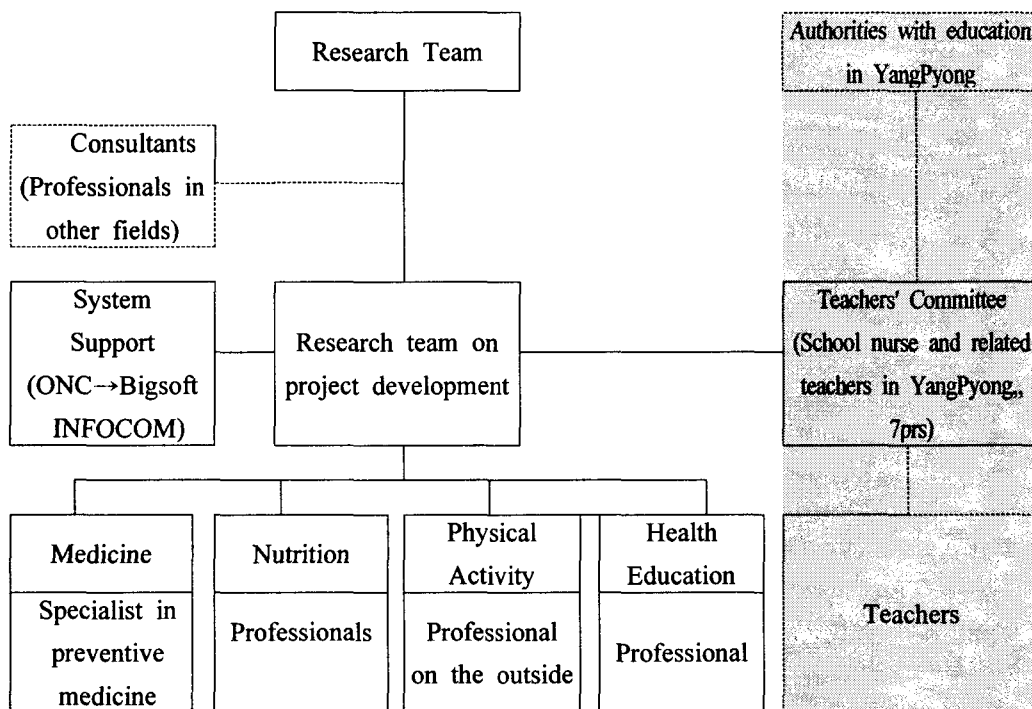 Research Team
Authorities with education
in YangPyong
Consultants
(Professionals in
other fields)
System
Support
(ONC→Bigsoft
INFOCOM)
Research team on
project development
Teachers' Committee
(School nurse and related
teachers in YangPyong,,
7prs)
Medicine
Specialist in
preventive
medicine
Nutrition
Professionals
Physical
Activity
Professional
on the outside
Health
Education
Professional
Teachers